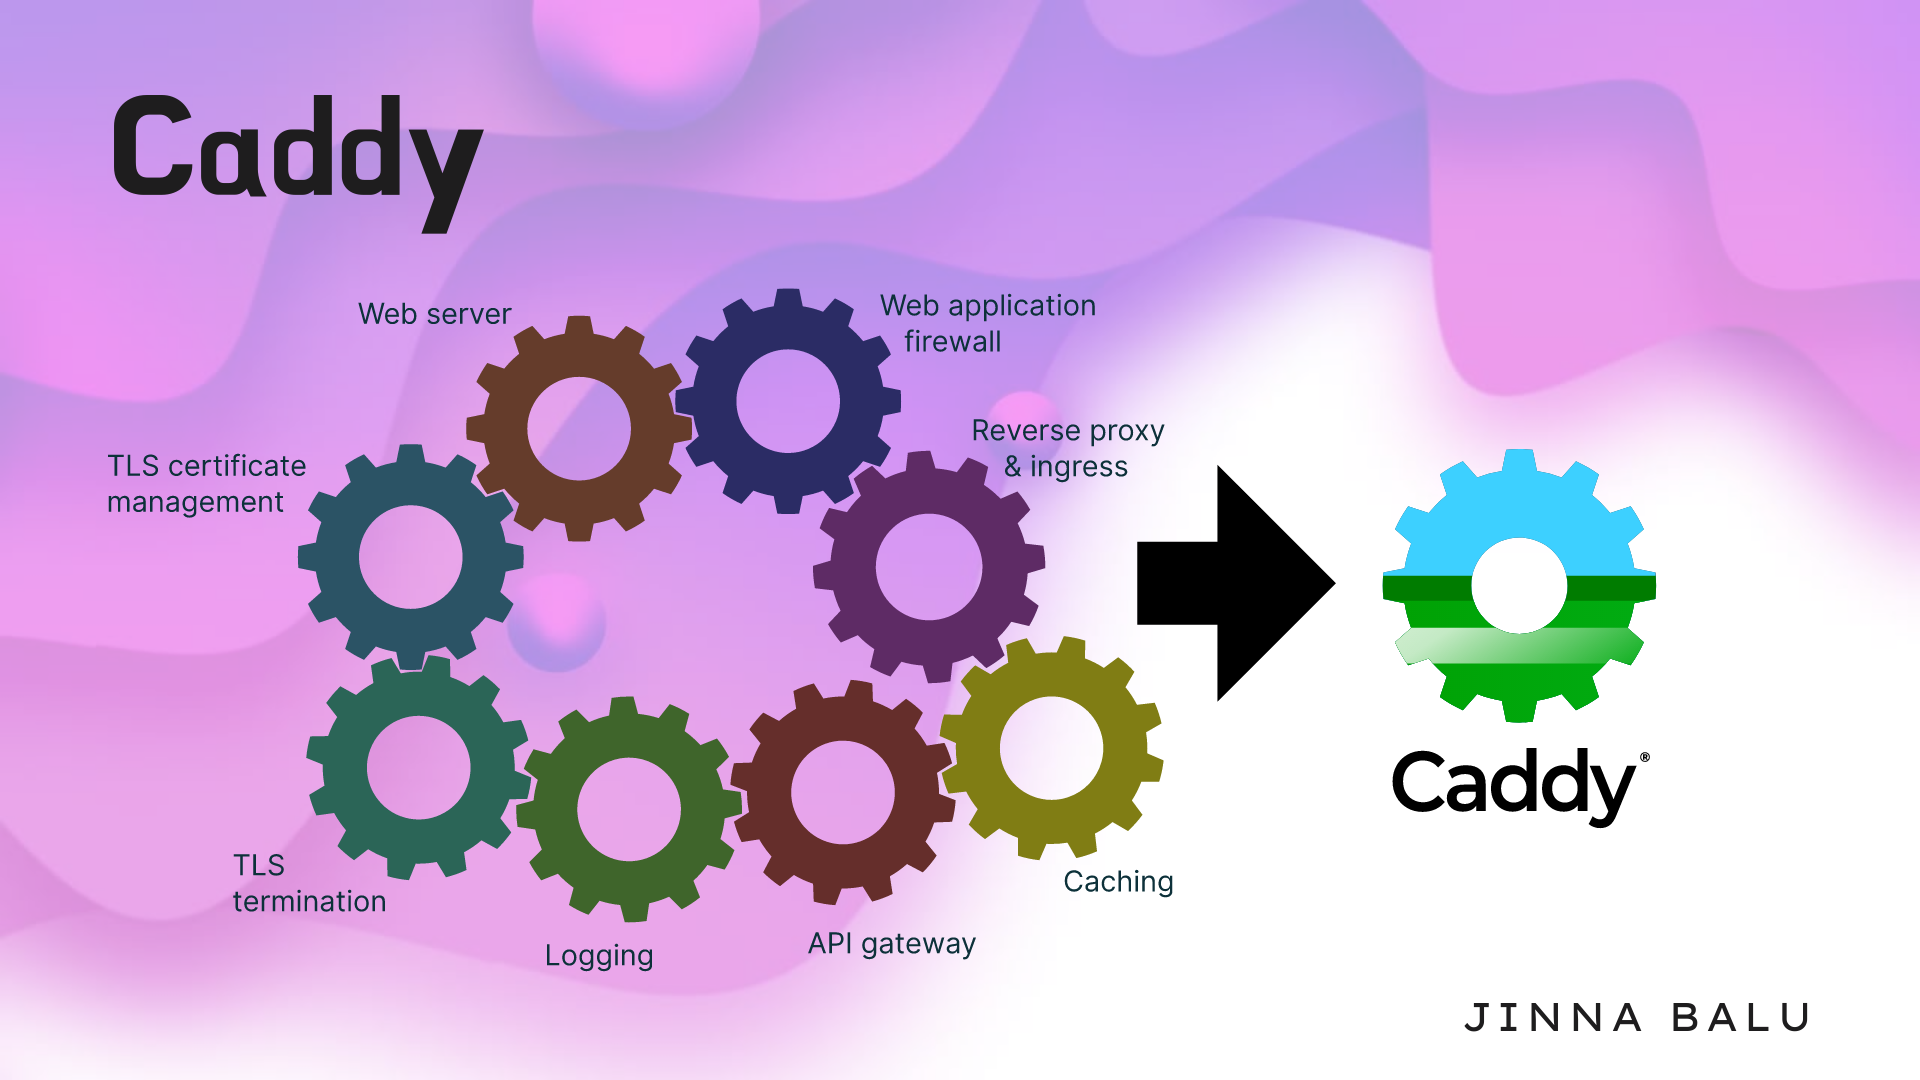 Caddy
Web server
Web application
firewall
Reverse proxy
& ingress
TLS certificate
management
TLS
termination
Logging
API gateway
Caching
Caddy®
JINNA BALU